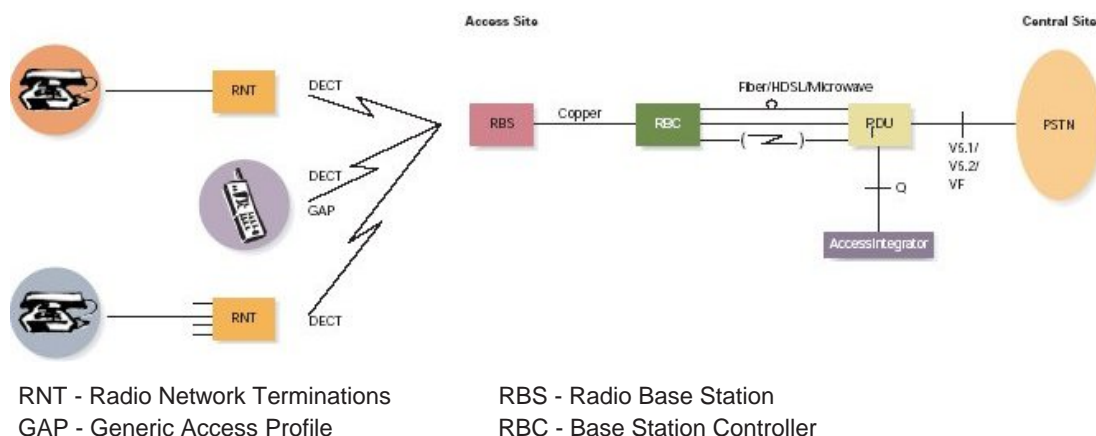 Access Site
Central Site
RNT
DECT
Fiber/HDSL/Microwave
RBS
Copper
RBC
RDU
PSTN
V5.1/
V5.2/
VF
DECT
GAP
Q
AccessIntegrator
RNT
DECT
RNT - Radio Network Terminations
RBS - Radio Base Station
GAP - Generic Access Profile
RBC - Base Station Controller